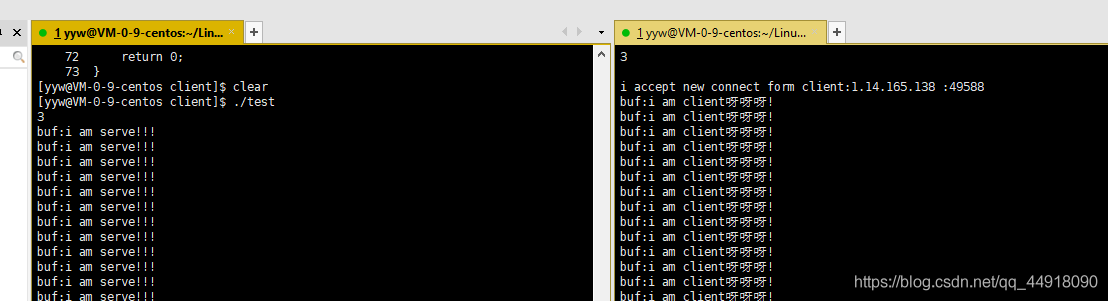 1 yyw@VM-0-9-centos:~/Lin...
72 return 0;
73 }
[yyw@VM-0-9-centos client]$ clear
[yyw@VM-0-9-centos client]$ ./test
3
buf:i am serve!!!
buf:i am serve!!!
buf:i am serve!!!
buf:i am serve!!!
buf:i am serve!!!
buf:i am serve!!!
buf:i am serve!!!
buf:i am serve!!!
buf:i am serve!!!
buf:i am serve!!!
buf:i am serve!!!
buf:i am serve!!!
1 yyw@VM-0-9-centos:~/Linu...
3
i accept new connect form client:1.14.165.138 :49588
buf:i am client呀呀呀!
buf:i am client呀呀呀!
buf:i am client呀呀呀!
buf:i am client呀呀呀!
buf:i am client呀呀呀!
buf:i am client呀呀呀!
buf:i am client呀呀呀!
buf:i am client呀呀呀!
buf:i am client呀呀呀!
buf:i am client呀呀呀!
buf:i am client呀呀呀!
buf:i am client呀呀呀!
buf:i am client呀呀呀!
buf:i am client呀呀呀!
https://blog.csdn.net/qq_44918090